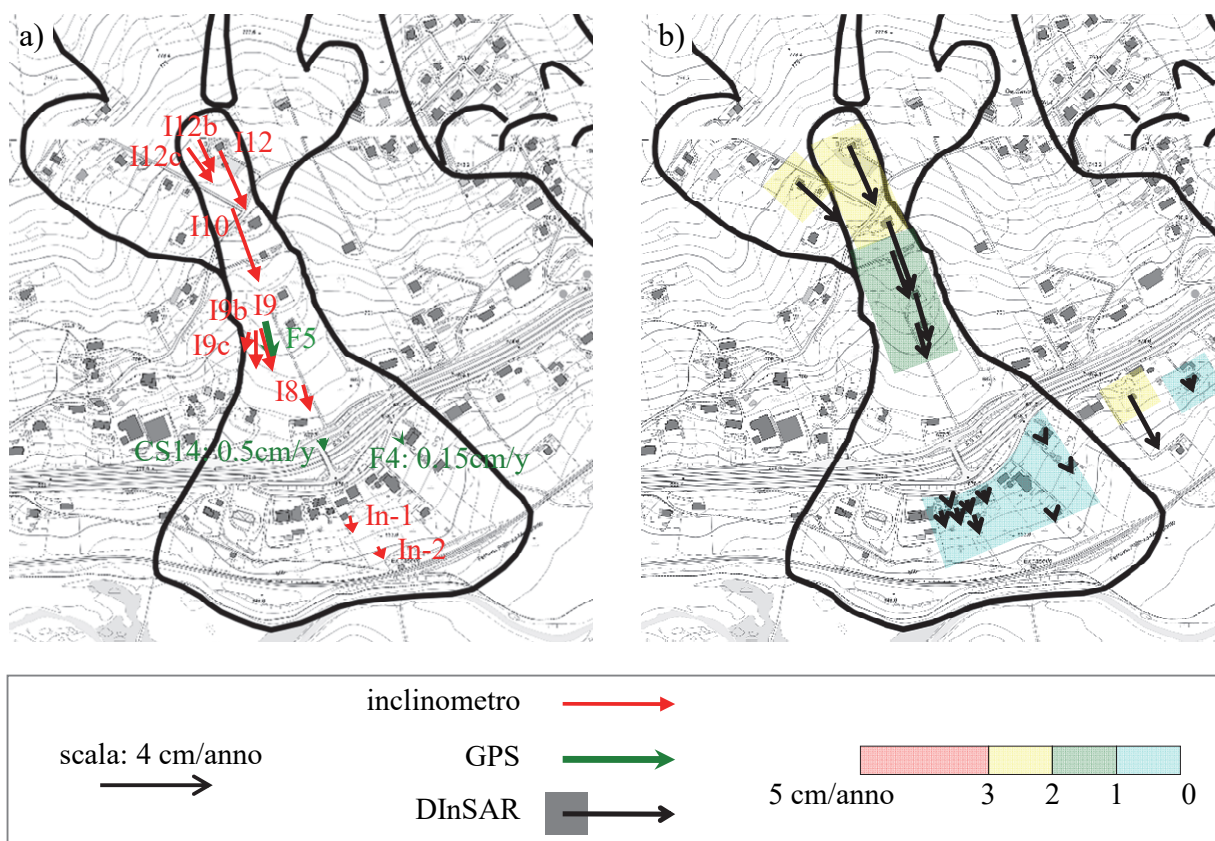 a)
I12b
I12
I12c
I10
I9b
I9
I9c
F5
I8
CS14: 0.5cm/y
F4: 0.15cm/y
In-1
In-2
b)
inclinometro
scala: 4 cm/anno
GPS
DInSAR
5 cm/anno 3 2 1 0